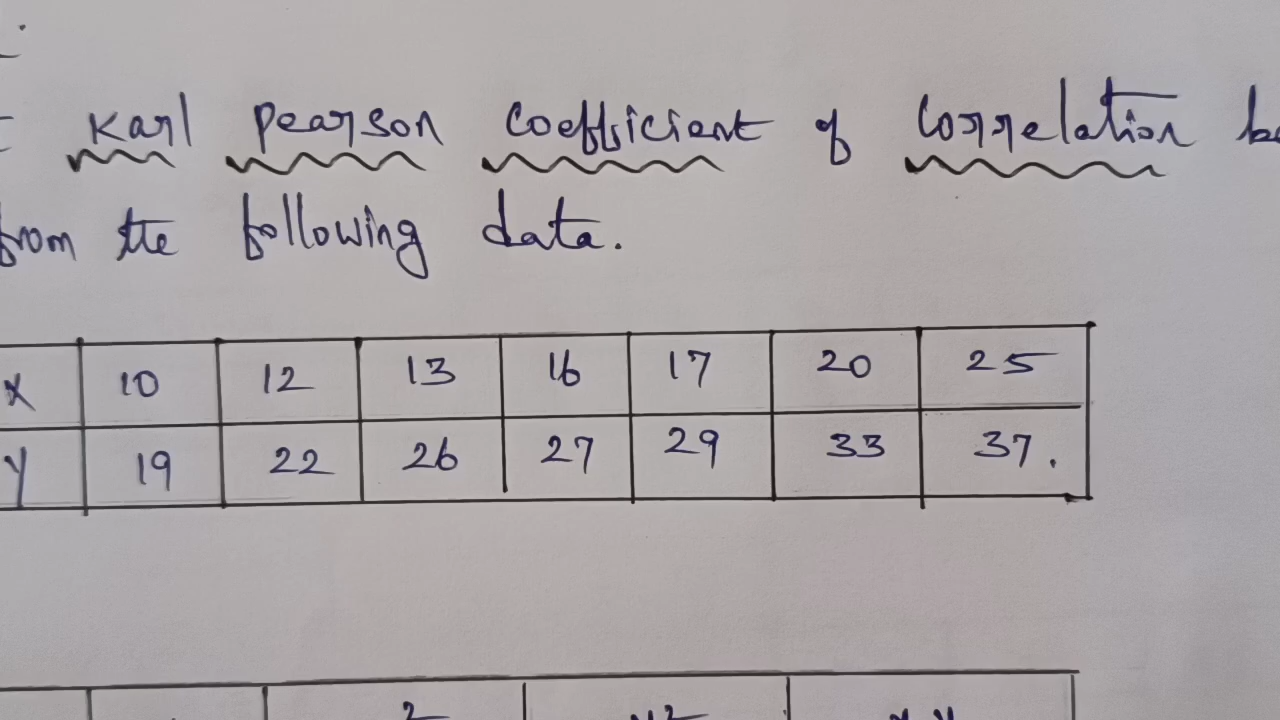 Karl Pearson Coefficient of Correlation
from the following data.
X 10 12 13 16 17 20 25
Y 19 22 26 27 29 33 37.